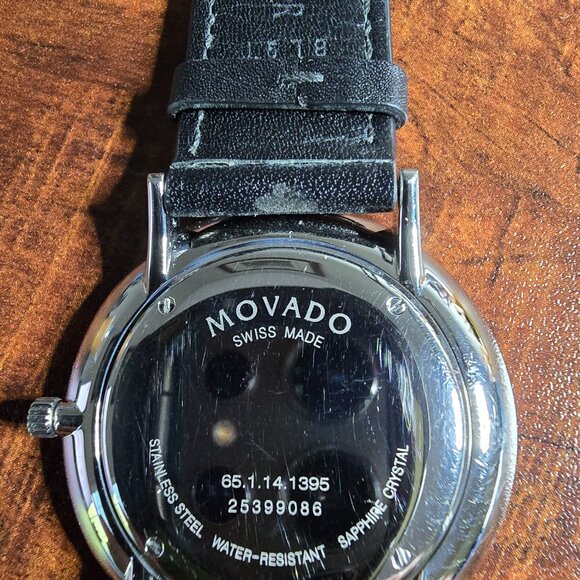 MOVADO
SWISS MADE
65.1.14.1395
25399086
STAINLESS STEEL WATER-RESISTANT SAPPHIRE CRYSTAL